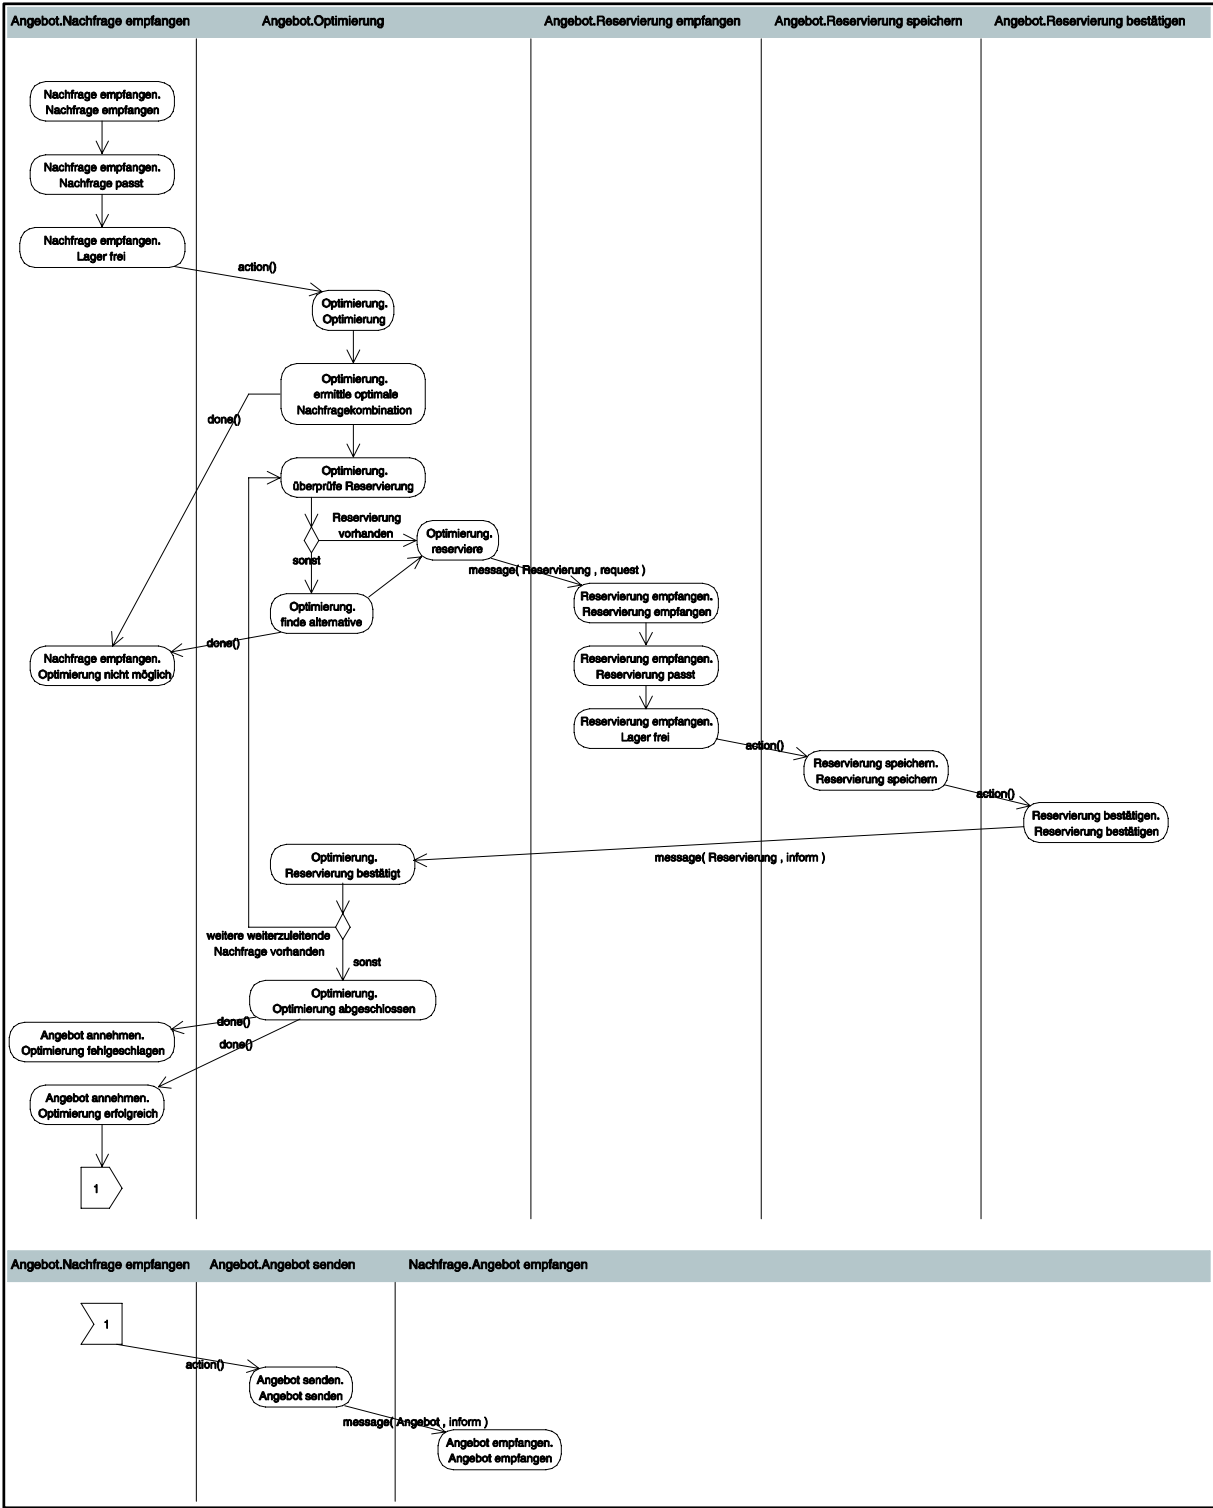 Angebot.Nachfrage empfangen
Angebot.Optimierung
Angebot.Reservierung empfangen
Angebot.Reservierung speichern
Angebot.Reservierung bestätigen
Nachfrage empfangen.
Nachfrage empfangen
Nachfrage empfangen.
Nachfrage passt
Nachfrage empfangen.
Lager frei
action()
Optimierung.
Optimierung
Optimierung.
ermittle optimale
Nachfragekombination
done()
Optimierung.
überprüfe Reservierung
Reservierung
vorhanden
Optimierung.
reserviere
sonst
message( Reservierung , request )
Optimierung.
finde alternative
Reservierung empfangen.
Reservierung empfangen
done()
Nachfrage empfangen.
Optimierung nicht möglich
Reservierung empfangen.
Reservierung passt
Reservierung empfangen.
Lager frei
action()
Reservierung speichern.
Reservierung speichern
action()
Reservierung bestätigen.
Reservierung bestätigen
message( Reservierung , inform )
Optimierung.
Reservierung bestätigt
weitere weiterzuleitende
Nachfrage vorhanden
sonst
Optimierung.
Optimierung abgeschlossen
done()
Angebot annehmen.
Optimierung fehlgeschlagen
done()
Angebot annehmen.
Optimierung erfolgreich
1
Angebot.Nachfrage empfangen
Angebot.Angebot senden
Nachfrage.Angebot empfangen
1
action()
Angebot senden.
Angebot senden
message( Angebot , inform )
Angebot empfangen.
Angebot empfangen